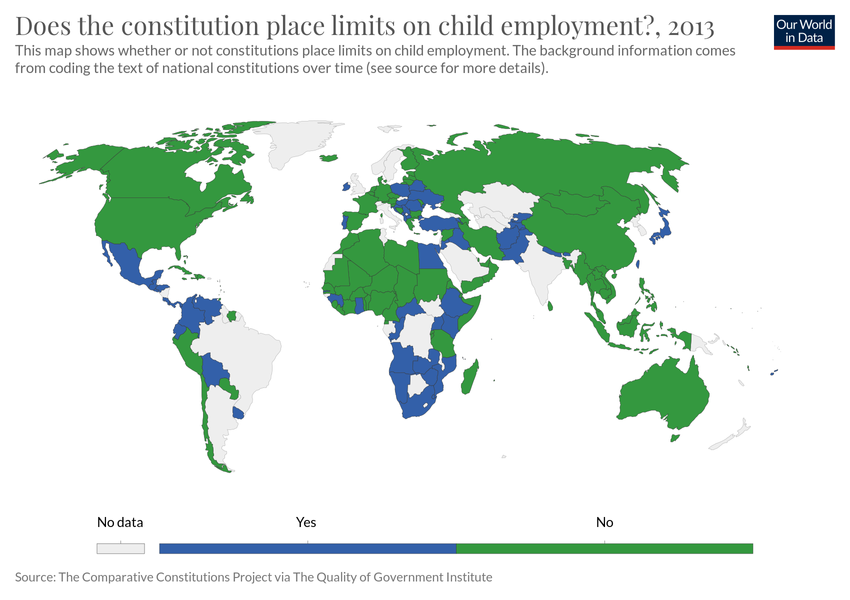 Does the constitution place limits on child employment?, 2013
Our World
in Data
This map shows whether or not constitutions place limits on child employment. The background information comes
from coding the text of national constitutions over time (see source for more details).
No data
Yes
No
Source: The Comparative Constitutions Project via The Quality of Government Institute